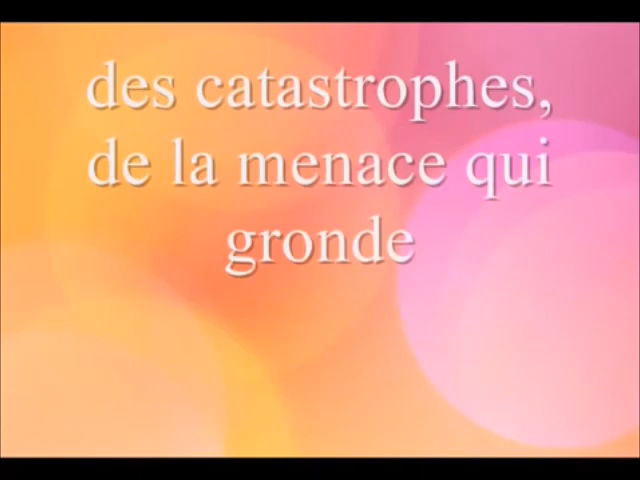 des catastrophes,
de la menace qui
gronde